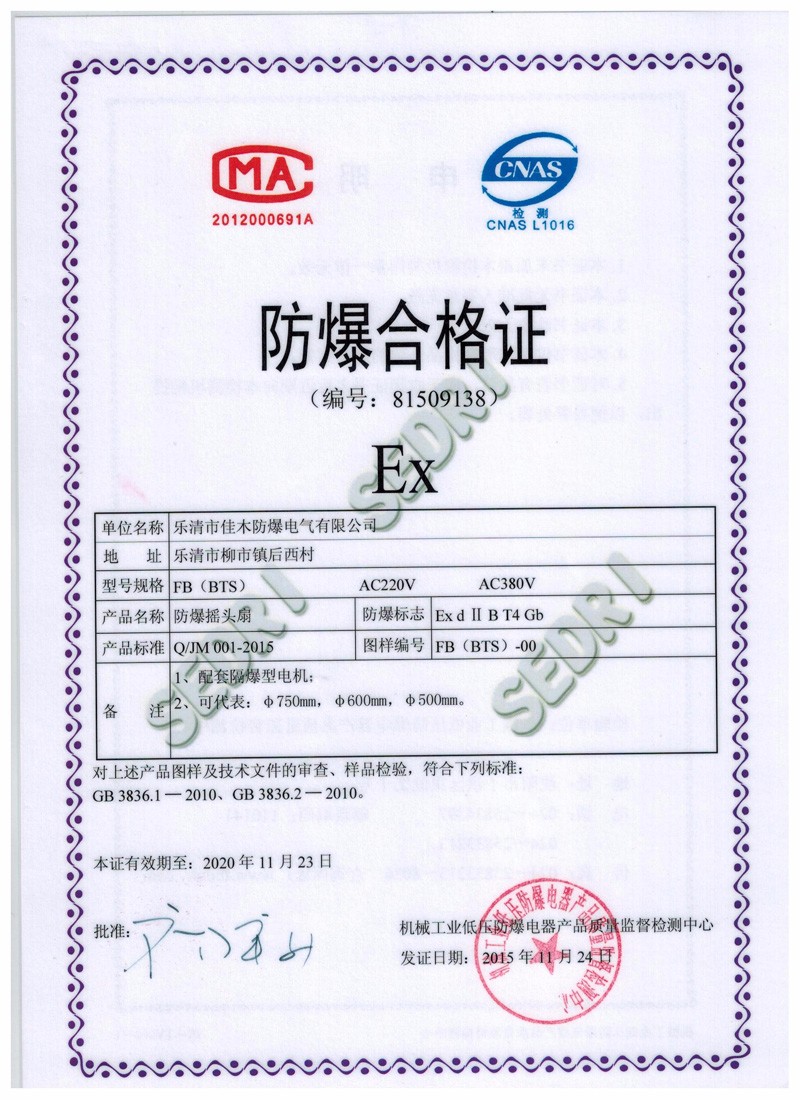 MA
2012000691A
CNAS
检 测
CNAS L1016
防爆合格证
（编号：81509138）
Ex
单位名称 乐清市佳木防爆电气有限公司
地 址 乐清市柳市镇后西村
型号规格 FB（BTS） AC220V AC380V
产品名称 防爆摇头扇 防爆标志 Ex d Ⅱ B T4 Gb
产品标准 Q/JM 001-2015 图样编号 FB（BTS）-00
备 注 1、配套隔爆型电机；
2、可代表：φ750mm，φ600mm，φ500mm。
SEDRI
SEDRI
SEDRI
对上述产品图样及技术文件的审查、样品检验，符合下列标准：
GB 3836.1－2010、GB 3836.2－2010。
本证有效期至：2020 年 11 月 23 日
批准：
机械工业低压防爆电器产品质量监督检测中心
发证日期：2015 年 11 月 24 日